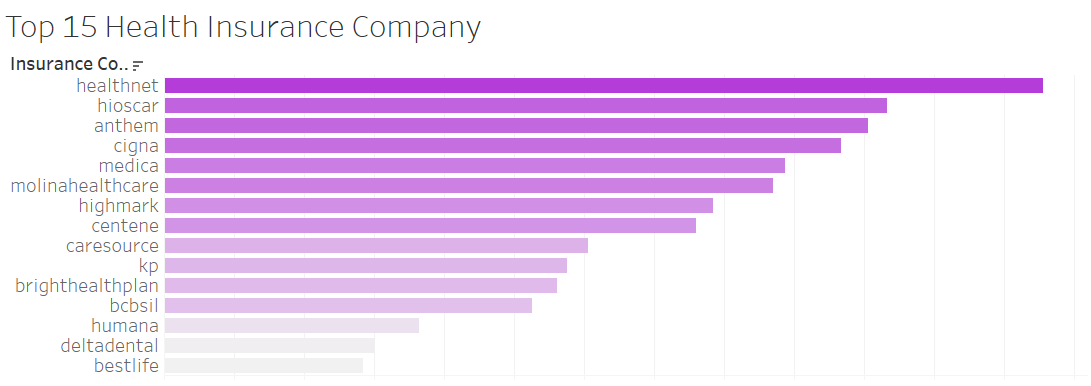 Top 15 Health Insurance Company
Insurance Co..
healthnet
hioscar
anthem
cigna
medica
molinahealthcare
highmark
centene
caresource
kp
brighthealthplan
bcbsil
humana
deltadental
bestlife